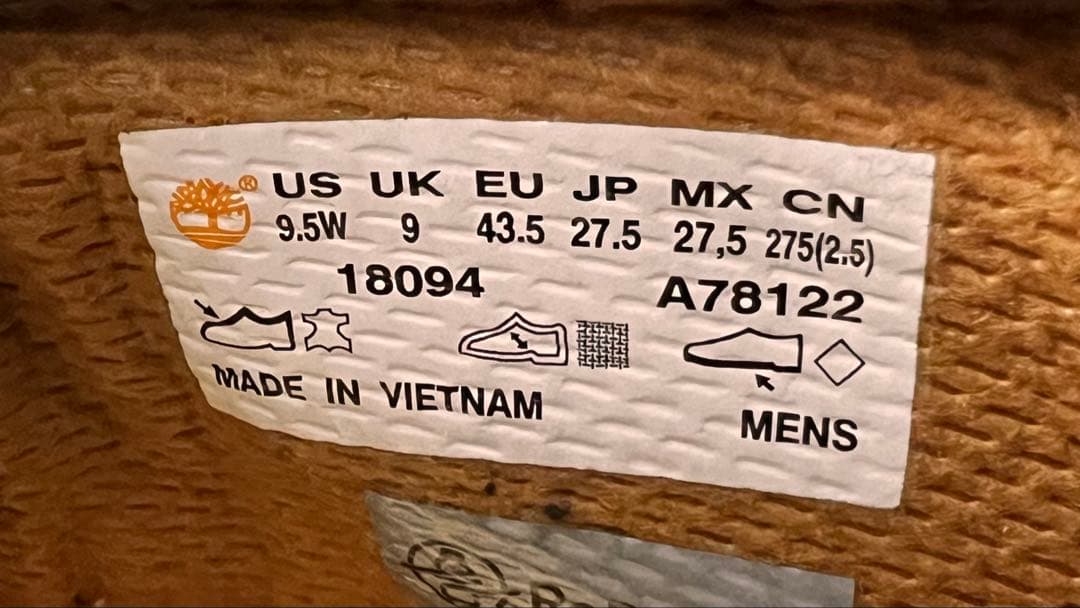 ® US UK EU JP MX CN
9.5W 9 43.5 27.5 27,5 275(2.5)
18094 A78122
MADE IN VIETNAM MENS